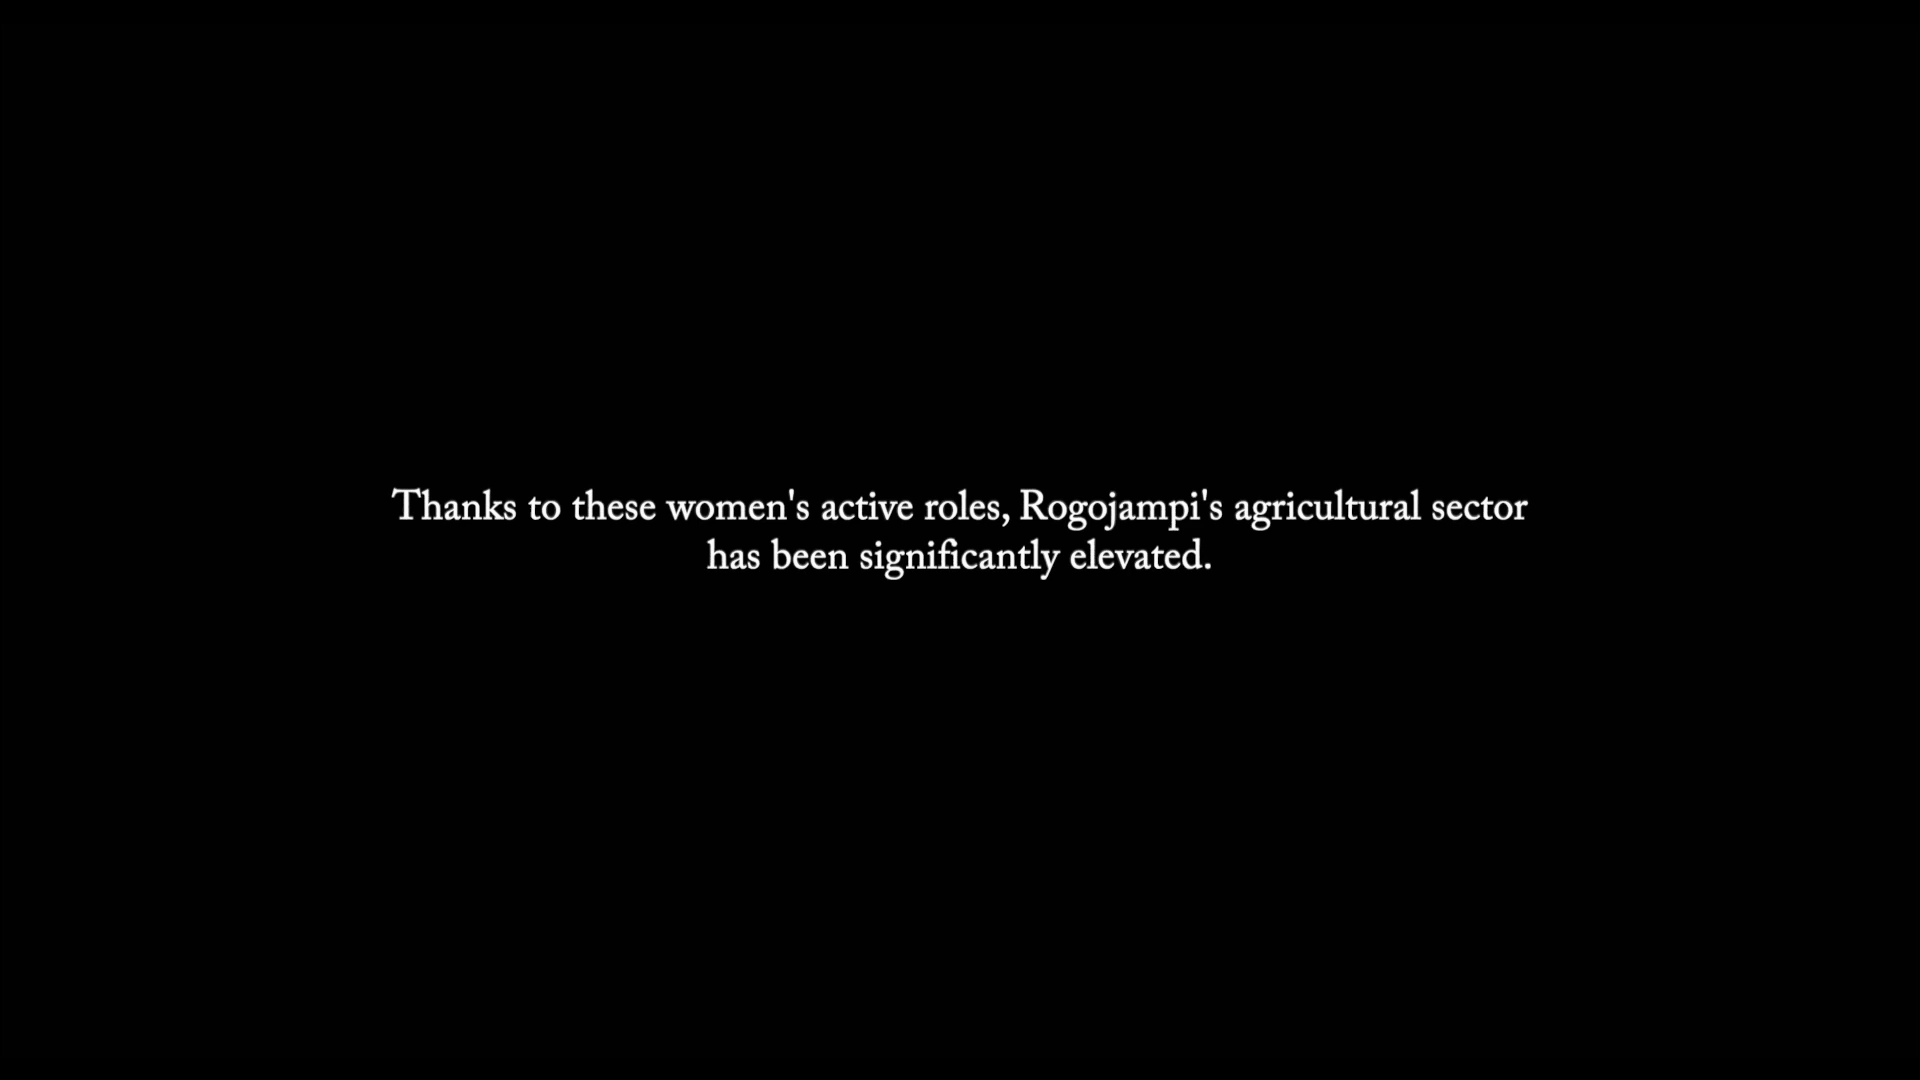 Thanks to these women's active roles, Rogojampi's agricultural sector
has been significantly elevated.